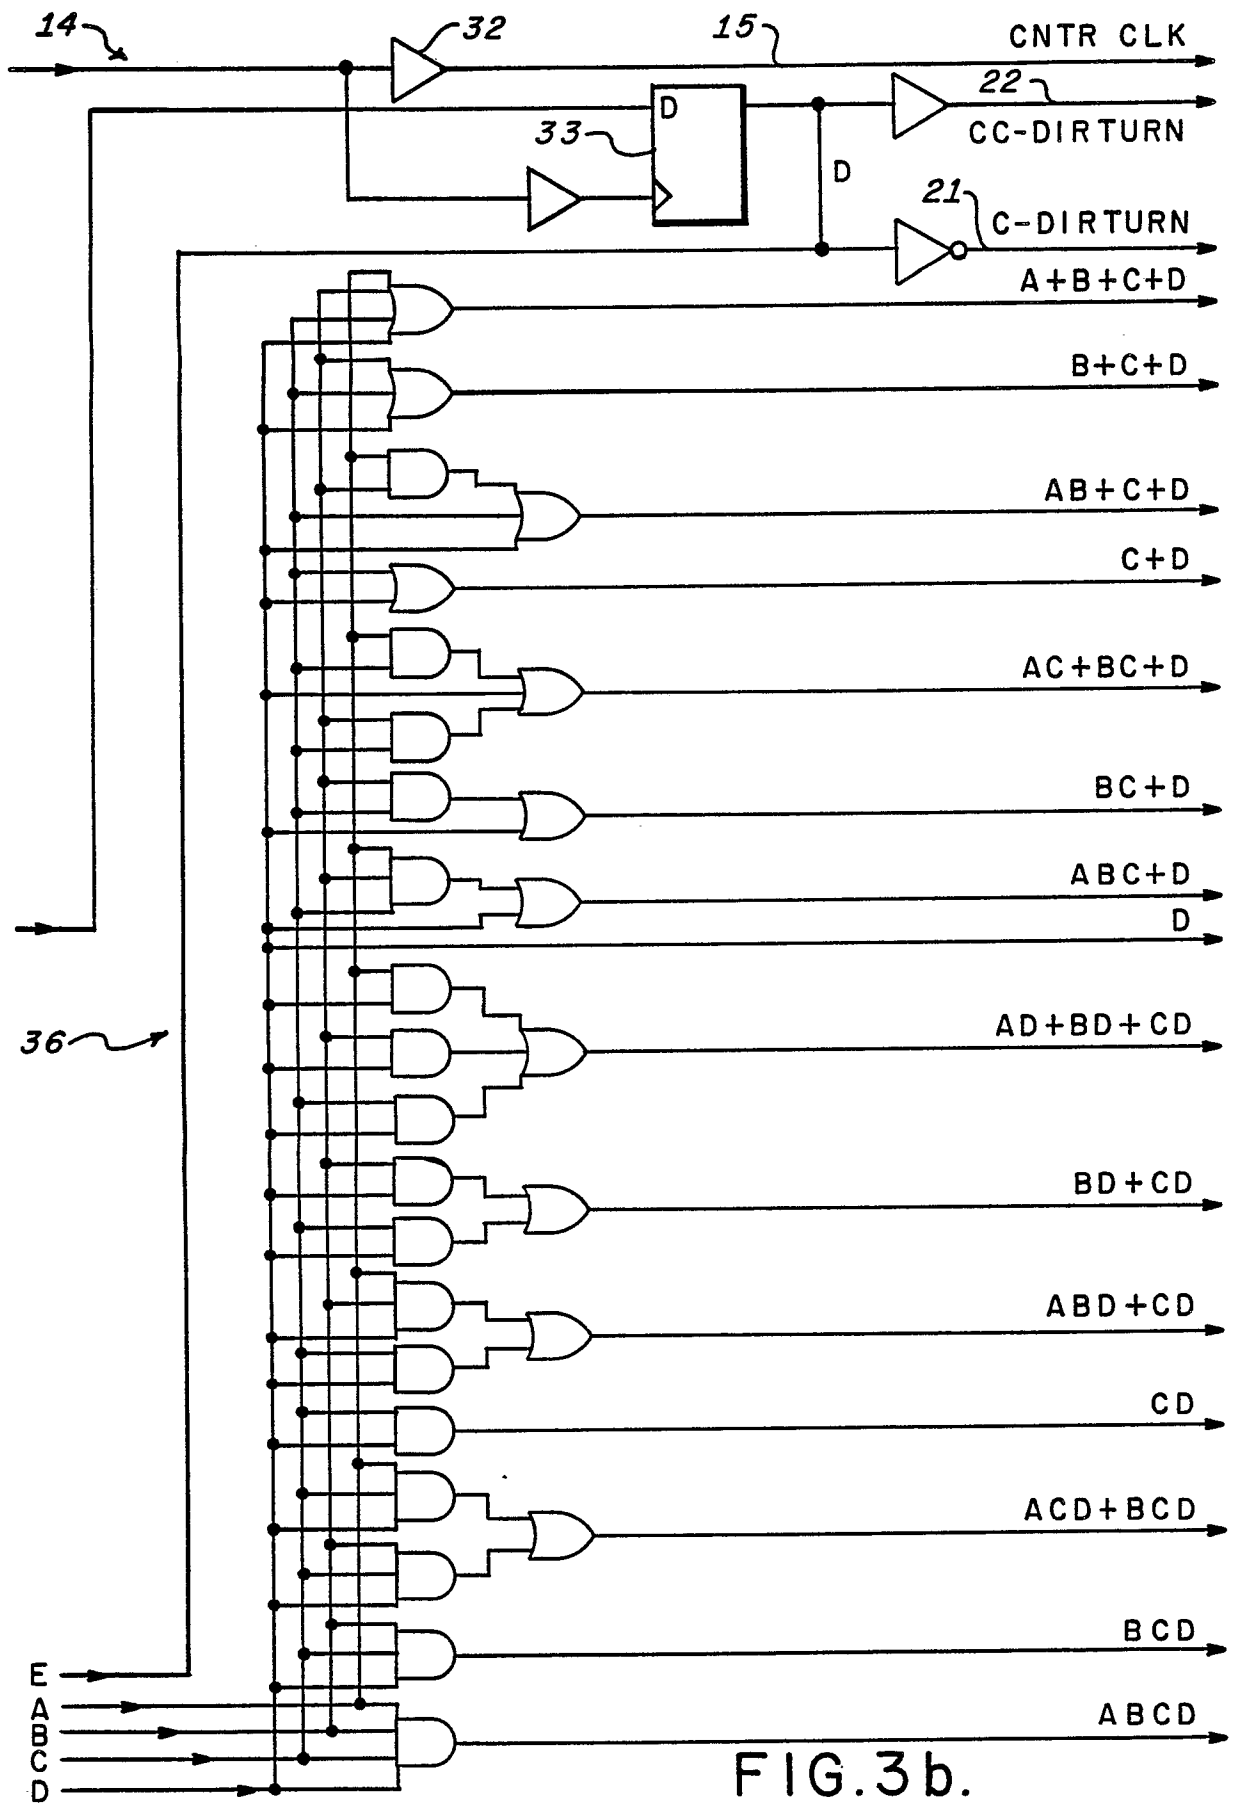 14
32
15
CNTR CLK
22
D
33
CC-DIRTURN
D
21
C-DIRTURN
A+B+C+D
B+C+D
AB+C+D
C+D
AC+BC+D
BC+D
ABC+D
D
36
AD+BD+CD
BD+CD
ABD+CD
CD
ACD+BCD
BCD
E
A
B
C
D
ABCD
FIG.3b.